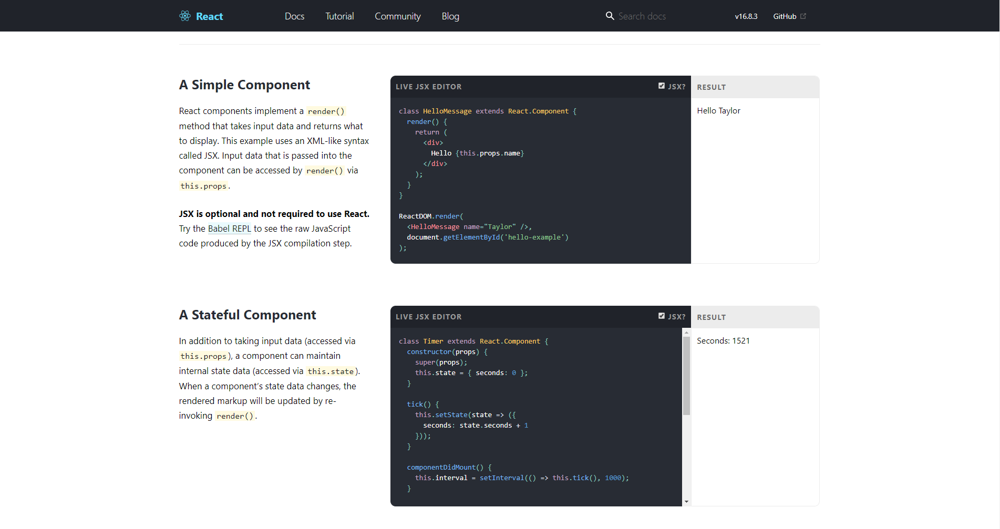 React Docs Tutorial Community Blog Search docs v16.8.3 GitHub
A Simple Component
React components implement a render()
method that takes input data and returns what
to display. This example uses an XML-like syntax
called JSX. Input data that is passed into the
component can be accessed by render() via
this.props.
JSX is optional and not required to use React.
Try the Babel REPL to see the raw JavaScript
code produced by the JSX compilation step.
LIVE JSX EDITOR JSX?
class HelloMessage extends React.Component {
  render() {
    return (
      <div>
        Hello {this.props.name}
      </div>
    );
  }
}
ReactDOM.render(
  <HelloMessage name="Taylor" />,
  document.getElementById('hello-example')
);
RESULT
Hello Taylor
A Stateful Component
In addition to taking input data (accessed via
this.props), a component can maintain
internal state data (accessed via this.state).
When a component’s state data changes, the
rendered markup will be updated by re-
invoking render().
LIVE JSX EDITOR JSX?
class Timer extends React.Component {
  constructor(props) {
    super(props);
    this.state = { seconds: 0 };
  }
  tick() {
    this.setState(state => ({
      seconds: state.seconds + 1
    }));
  }
  componentDidMount() {
    this.interval = setInterval(() => this.tick(), 1000);
  }
RESULT
Seconds: 1521